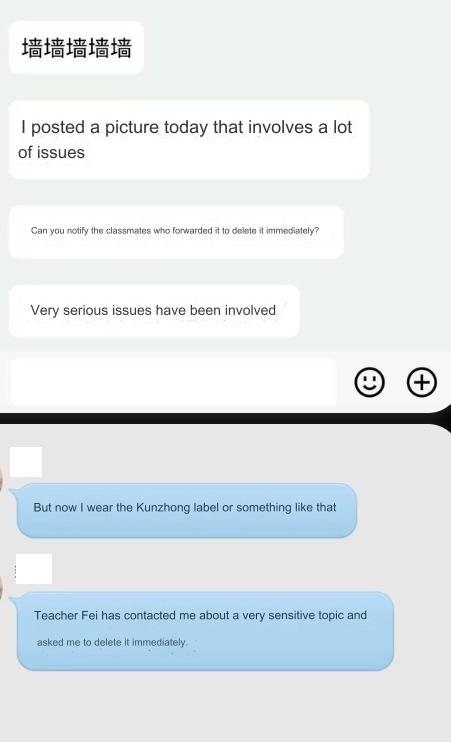 墙墙墙墙墙
I posted a picture today that involves a lot
of issues
Can you notify the classmates who forwarded it to delete it immediately?
Very serious issues have been involved
But now I wear the Kunzhong label or something like that
Teacher Fei has contacted me about a very sensitive topic and
asked me to delete it immediately.